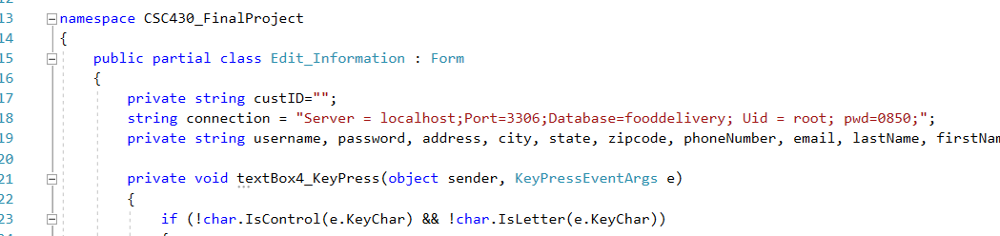 13 namespace CSC430_FinalProject
14 {
15 public partial class Edit_Information : Form
16 {
17 private string custID="";
18 string connection = "Server = localhost;Port=3306;Database=fooddelivery; Uid = root; pwd=0850;";
19 private string username, password, address, city, state, zipcode, phoneNumber, email, lastName, firstNam
20
21 private void textBox4_KeyPress(object sender, KeyPressEventArgs e)
22 {
23 if (!char.IsControl(e.KeyChar) && !char.IsLetter(e.KeyChar))